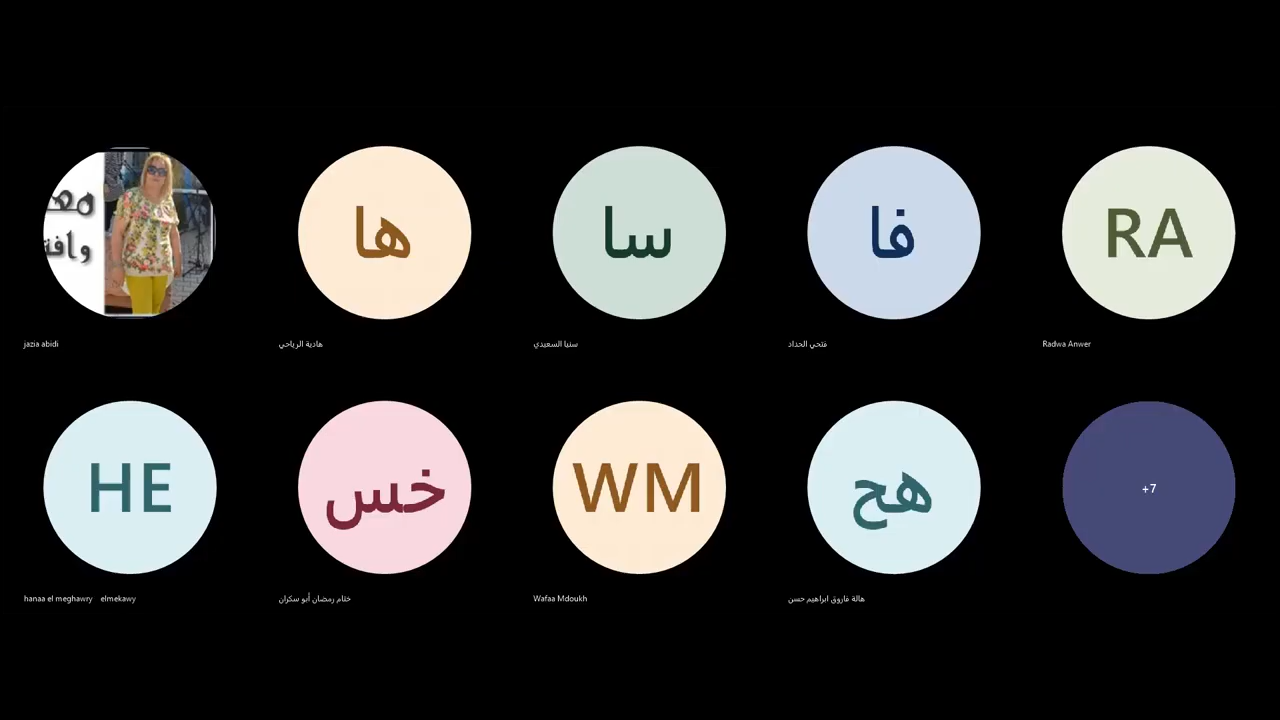 وافد
jazia abidi
ها
هادية الرياحي
سا
سنيا السعيدي
فا
فتحي الحداد
RA
Radwa Anwer
HE
hanaa el meghawry elmekawy
خس
ختام رمضان أبو سكران
WM
Wafaa Mdoukh
هح
هالة فاروق ابراهيم حسن
+7